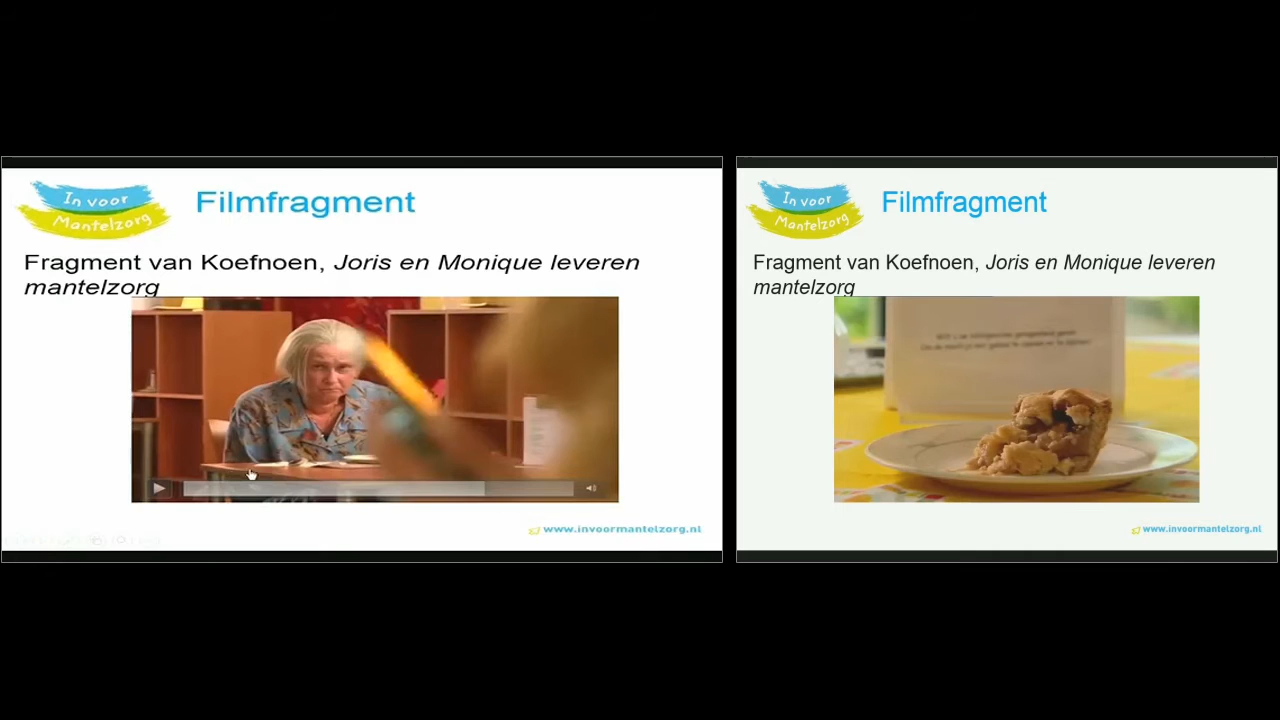 In voor
Mantelzorg
Filmfragment
Fragment van Koefnoen, Joris en Monique leveren
mantelzorg
www.invoormantelzorg.nl
In voor
Mantelzorg
Filmfragment
Fragment van Koefnoen, Joris en Monique leveren
mantelzorg
www.invoormantelzorg.nl